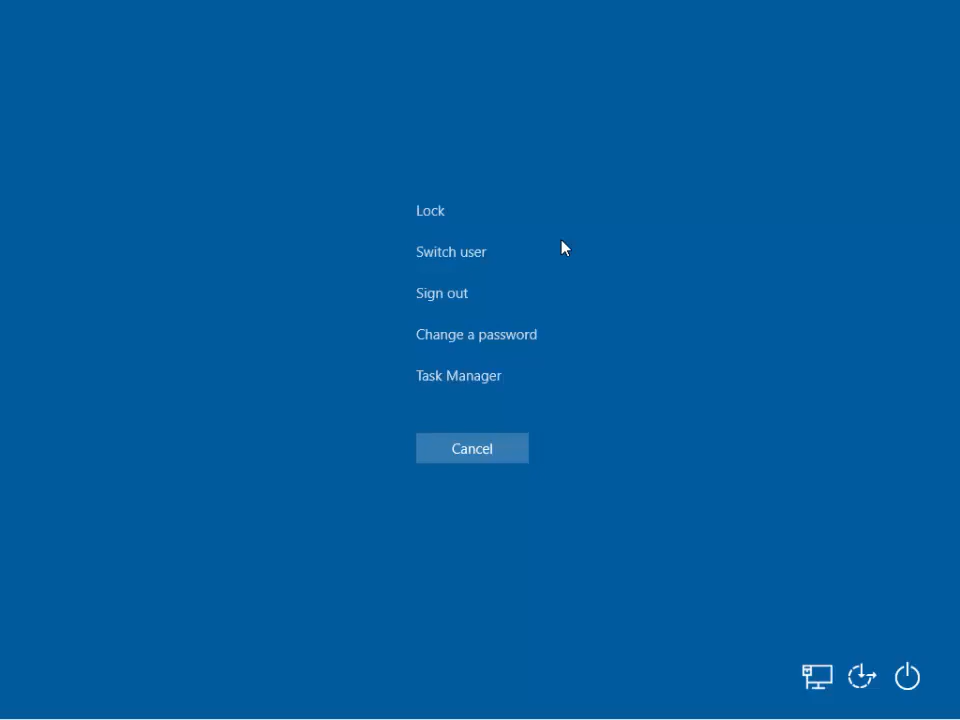 Lock
Switch user
Sign out
Change a password
Task Manager
Cancel